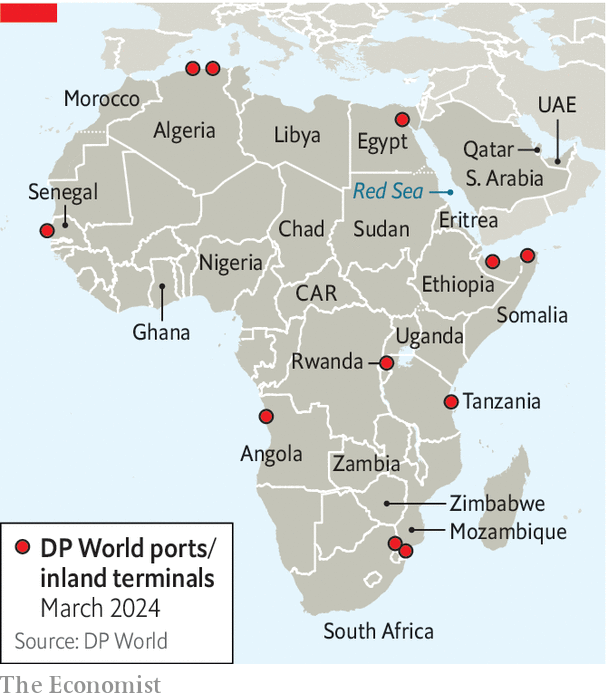 Morocco
Algeria
Libya
Egypt
UAE
Qatar
S. Arabia
Red Sea
Senegal
Chad
Sudan
Eritrea
Nigeria
CAR
Ethiopia
Somalia
Ghana
Uganda
Rwanda
Tanzania
Angola
Zambia
Zimbabwe
Mozambique
South Africa
DP World ports/
inland terminals
March 2024
Source: DP World
The Economist